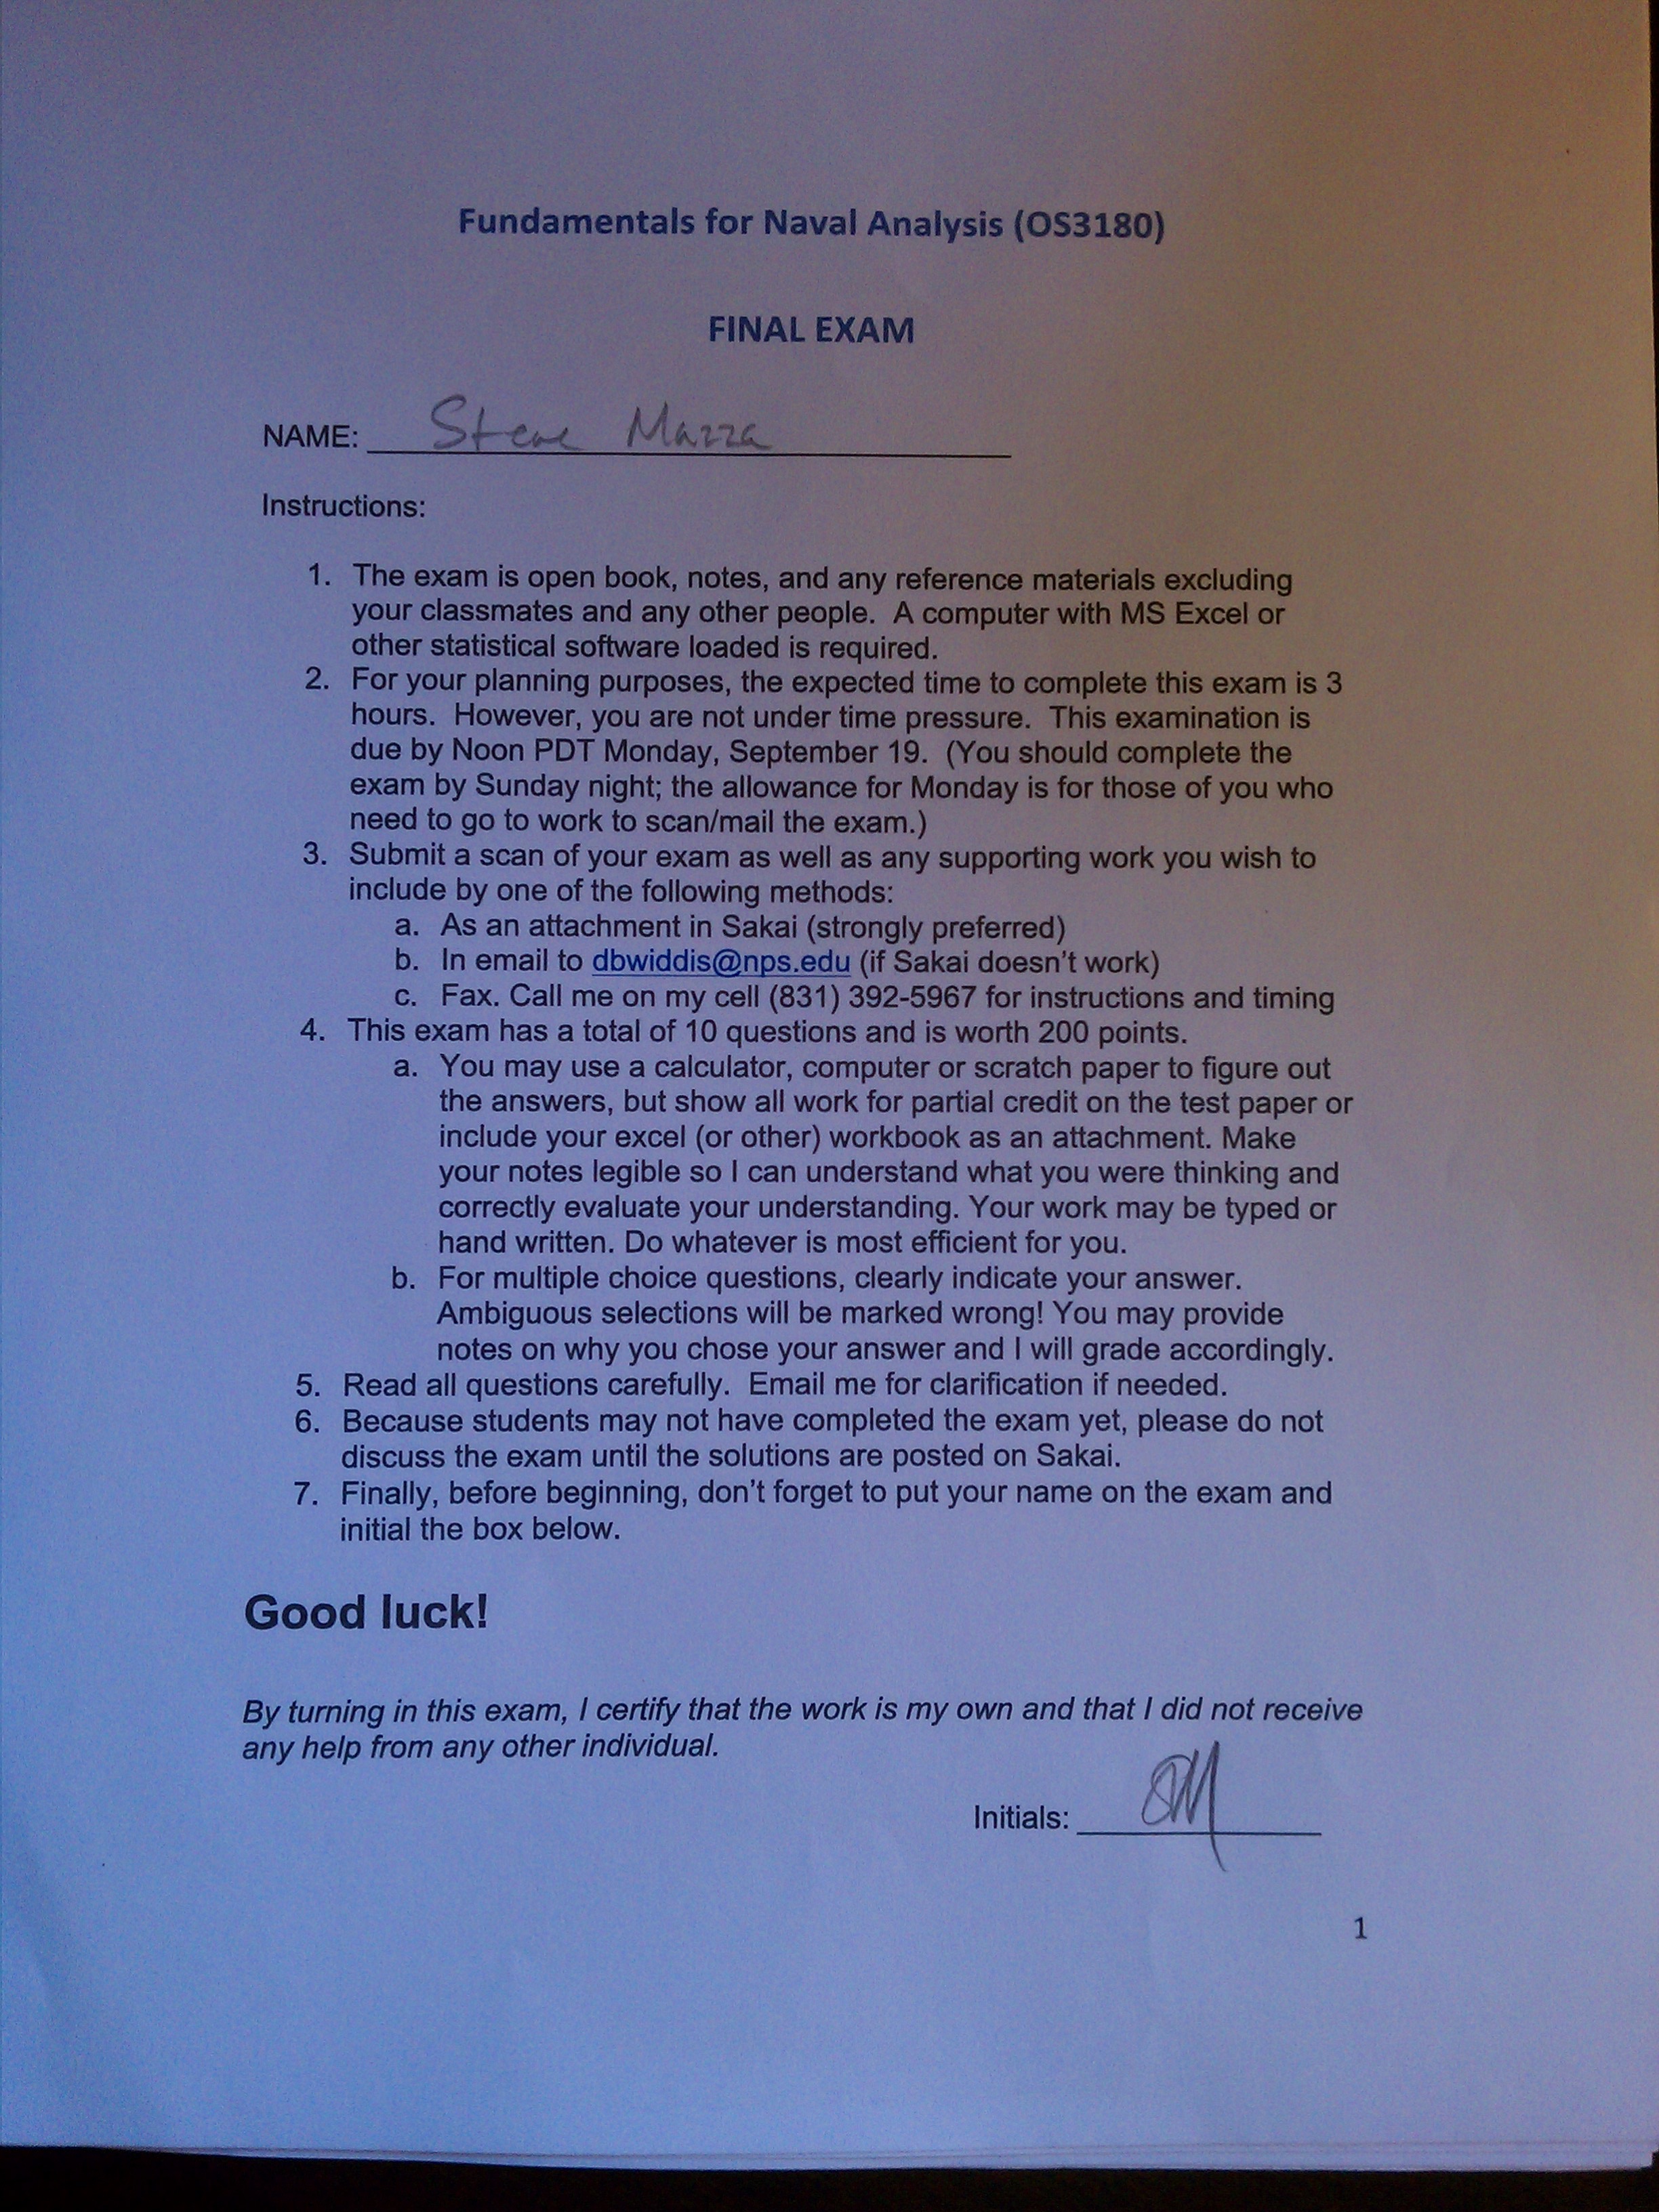 Fundamentals for Naval Analysis (OS3180)
FINAL EXAM
NAME: Steve Mazza
Instructions:
1. The exam is open book, notes, and any reference materials excluding
your classmates and any other people. A computer with MS Excel or
other statistical software loaded is required.
2. For your planning purposes, the expected time to complete this exam is 3
hours. However, you are not under time pressure. This examination is
due by Noon PDT Monday, September 19. (You should complete the
exam by Sunday night; the allowance for Monday is for those of you who
need to go to work to scan/mail the exam.)
3. Submit a scan of your exam as well as any supporting work you wish to
include by one of the following methods:
a. As an attachment in Sakai (strongly preferred)
b. In email to dbwiddis@nps.edu (if Sakai doesn't work)
c. Fax. Call me on my cell (831) 392-5967 for instructions and timing
4. This exam has a total of 10 questions and is worth 200 points.
a. You may use a calculator, computer or scratch paper to figure out
the answers, but show all work for partial credit on the test paper or
include your excel (or other) workbook as an attachment. Make
your notes legible so I can understand what you were thinking and
correctly evaluate your understanding. Your work may be typed or
hand written. Do whatever is most efficient for you.
b. For multiple choice questions, clearly indicate your answer.
Ambiguous selections will be marked wrong! You may provide
notes on why you chose your answer and I will grade accordingly.
5. Read all questions carefully. Email me for clarification if needed.
6. Because students may not have completed the exam yet, please do not
discuss the exam until the solutions are posted on Sakai.
7. Finally, before beginning, don't forget to put your name on the exam and
initial the box below.
Good luck!
By turning in this exam, I certify that the work is my own and that I did not receive
any help from any other individual.
Initials: SM
1